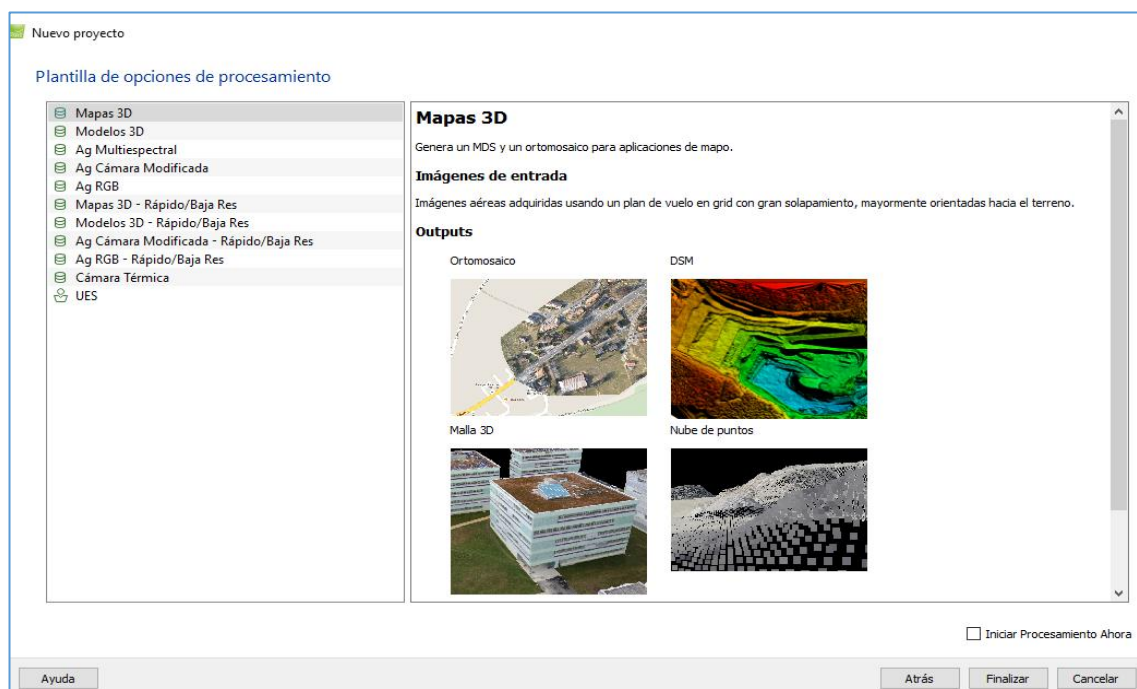 Nuevo proyecto
Plantilla de opciones de procesamiento
Mapas 3D
Modelos 3D
Ag Multiespectral
Ag Cámara Modificada
Ag RGB
Mapas 3D - Rápido/Baja Res
Modelos 3D - Rápido/Baja Res
Ag Cámara Modificada - Rápido/Baja Res
Ag RGB - Rápido/Baja Res
Cámara Térmica
UES
Mapas 3D
Genera un MDS y un ortomosaico para aplicaciones de mapo.
Imágenes de entrada
Imágenes aéreas adquiridas usando un plan de vuelo en grid con gran solapamiento, mayormente orientadas hacia el terreno.
Outputs
Ortomosaico
DSM
Malla 3D
Nube de puntos
Iniciar Procesamiento Ahora
Ayuda
Atrás
Finalizar
Cancelar